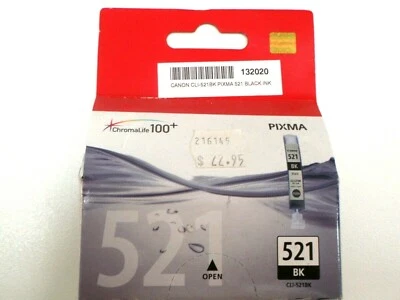 132020
CANON CLI-521BK PIXMA 521 BLACK INK
ChromaLife100+
PIXMA
216145
$ 22.95
521
BK
521
OPEN
521
BK
CLI-521BK